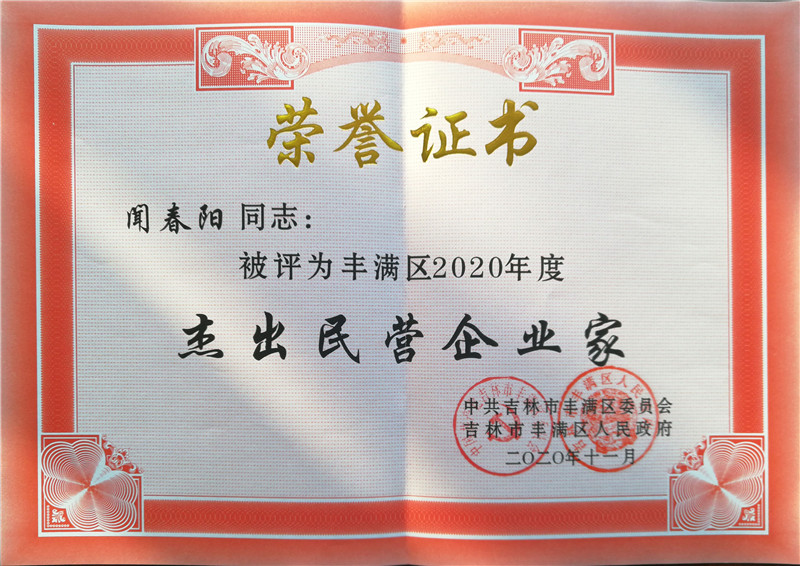 荣誉证书
闻春阳 同志：
被评为丰满区2020年度
杰出民营企业家
中共吉林市丰满区委员会
吉林市丰满区人民政府
二〇二〇年十一月